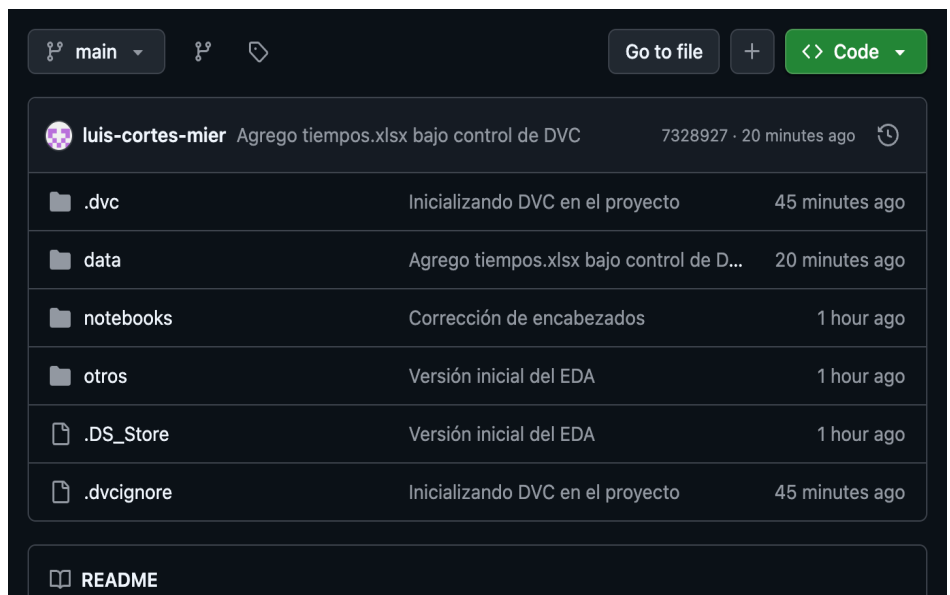 main
Go to file
Code
luis-cortes-mier Agrego tiempos.xlsx bajo control de DVC 7328927 · 20 minutes ago
.dvc Inicializando DVC en el proyecto 45 minutes ago
data Agrego tiempos.xlsx bajo control de D... 20 minutes ago
notebooks Corrección de encabezados 1 hour ago
otros Versión inicial del EDA 1 hour ago
.DS_Store Versión inicial del EDA 1 hour ago
.dvcignore Inicializando DVC en el proyecto 45 minutes ago
README